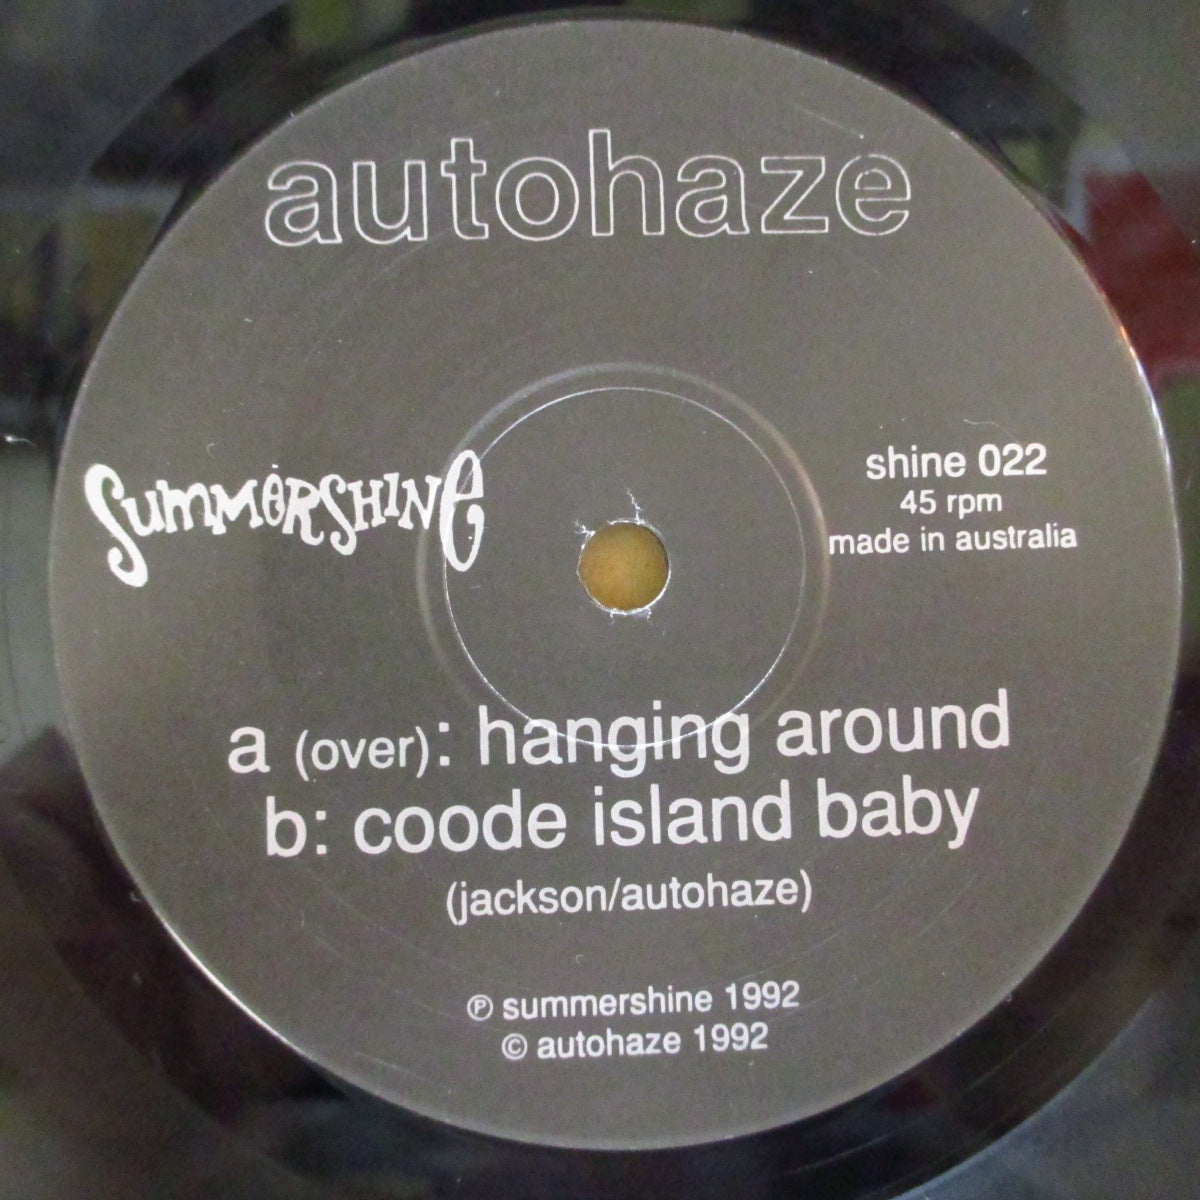 autohaze
SUMMERSHINE
shine 022
45 rpm
made in australia
a (over): hanging around
b: coode island baby
(jackson/autohaze)
℗ summershine 1992
© autohaze 1992